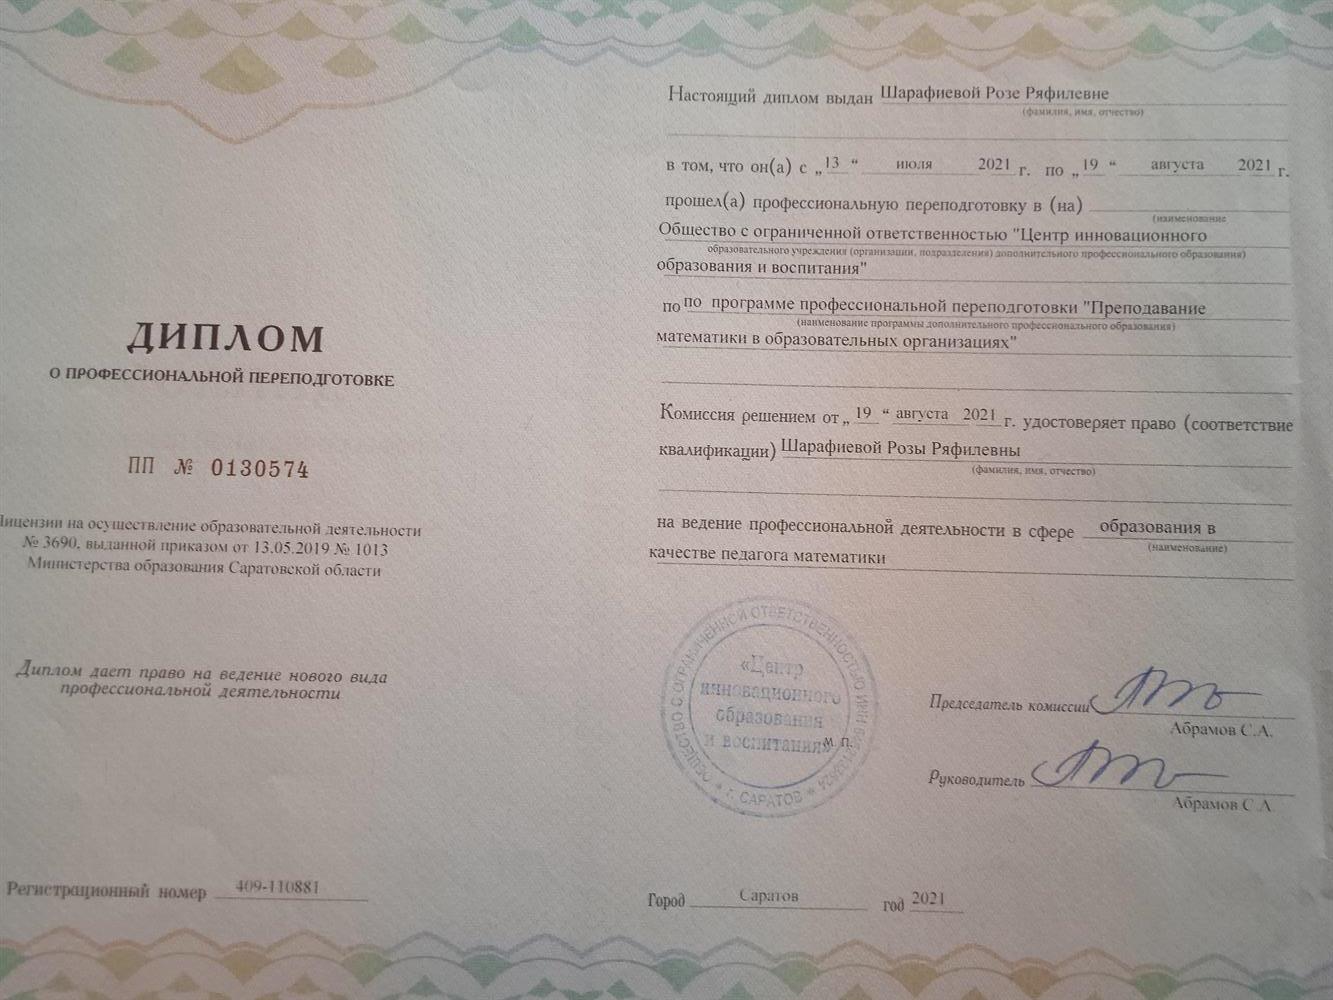 ДИПЛОМ
О ПРОФЕССИОНАЛЬНОЙ ПЕРЕПОДГОТОВКЕ
ПП № 0130574
Лицензии на осуществление образовательной деятельности
№ 3690, выданной приказом от 13.05.2019 № 1013
Министерства образования Саратовской области
Диплом дает право на ведение нового вида
профессиональной деятельности
Регистрационный номер 409-110881
Настоящий диплом выдан Шарафиевой Розе Ряфилевне
(фамилия, имя, отчество)
в том, что он(а) с „13“ июля 2021 г. по „19“ августа 2021 г.
прошел(а) профессиональную переподготовку в (на)
(наименование
Общество с ограниченной ответственностью "Центр инновационного
образовательного учреждения (организации, подразделения) дополнительного профессионального образования)
образования и воспитания"
по по программе профессиональной переподготовки "Преподавание
(наименование программы дополнительного профессионального образования)
математики в образовательных организациях"
Комиссия решением от „19“ августа 2021 г. удостоверяет право (соответствие
квалификации) Шарафиевой Розы Ряфилевны
(фамилия, имя, отчество)
на ведение профессиональной деятельности в сфере образования в
(наименование)
качестве педагога математики
ОБЩЕСТВО С ОГРАНИЧЕННОЙ ОТВЕТСТВЕННОСТЬЮ ИНН
«Центр
инновационного
образования
и воспитания»
г. САРАТОВ
М. П.
Председатель комиссии
Абрамов С.А.
Руководитель
Абрамов С.А.
Город Саратов год 2021